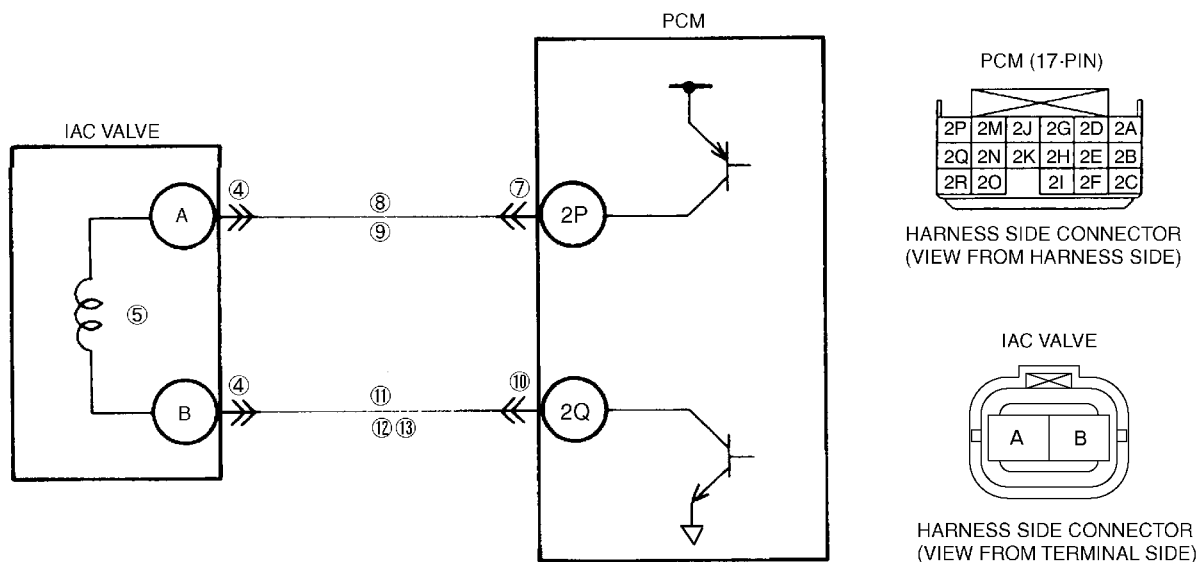 PCM
IAC VALVE
A
④
⑧
⑨
⑦
2P
⑤
B
④
⑪
⑫ ⑬
⑩
2Q
PCM (17-PIN)
2P 2M 2J 2G 2D 2A
2Q 2N 2K 2H 2E 2B
2R 2O 2I 2F 2C
HARNESS SIDE CONNECTOR
(VIEW FROM HARNESS SIDE)
IAC VALVE
A B
HARNESS SIDE CONNECTOR
(VIEW FROM TERMINAL SIDE)